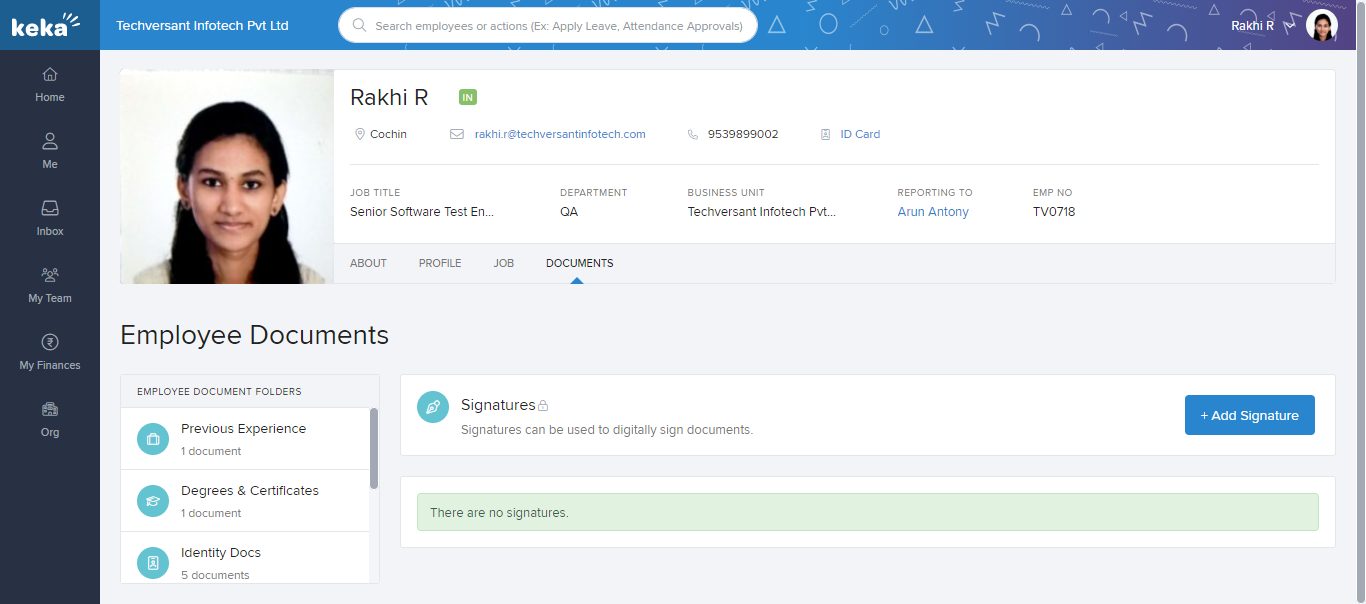 keka
Techversant Infotech Pvt Ltd
Search employees or actions (Ex: Apply Leave, Attendance Approvals)
Rakhi R
Home
Me
Inbox
My Team
My Finances
Org
Rakhi R
IN
Cochin
rakhi.r@techversantinfotech.com
9539899002
ID Card
JOB TITLE
Senior Software Test En...
DEPARTMENT
QA
BUSINESS UNIT
Techversant Infotech Pvt...
REPORTING TO
Arun Antony
EMP NO
TV0718
ABOUT
PROFILE
JOB
DOCUMENTS
Employee Documents
EMPLOYEE DOCUMENT FOLDERS
Previous Experience
1 document
Degrees & Certificates
1 document
Identity Docs
5 documents
Signatures
Signatures can be used to digitally sign documents.
+ Add Signature
There are no signatures.